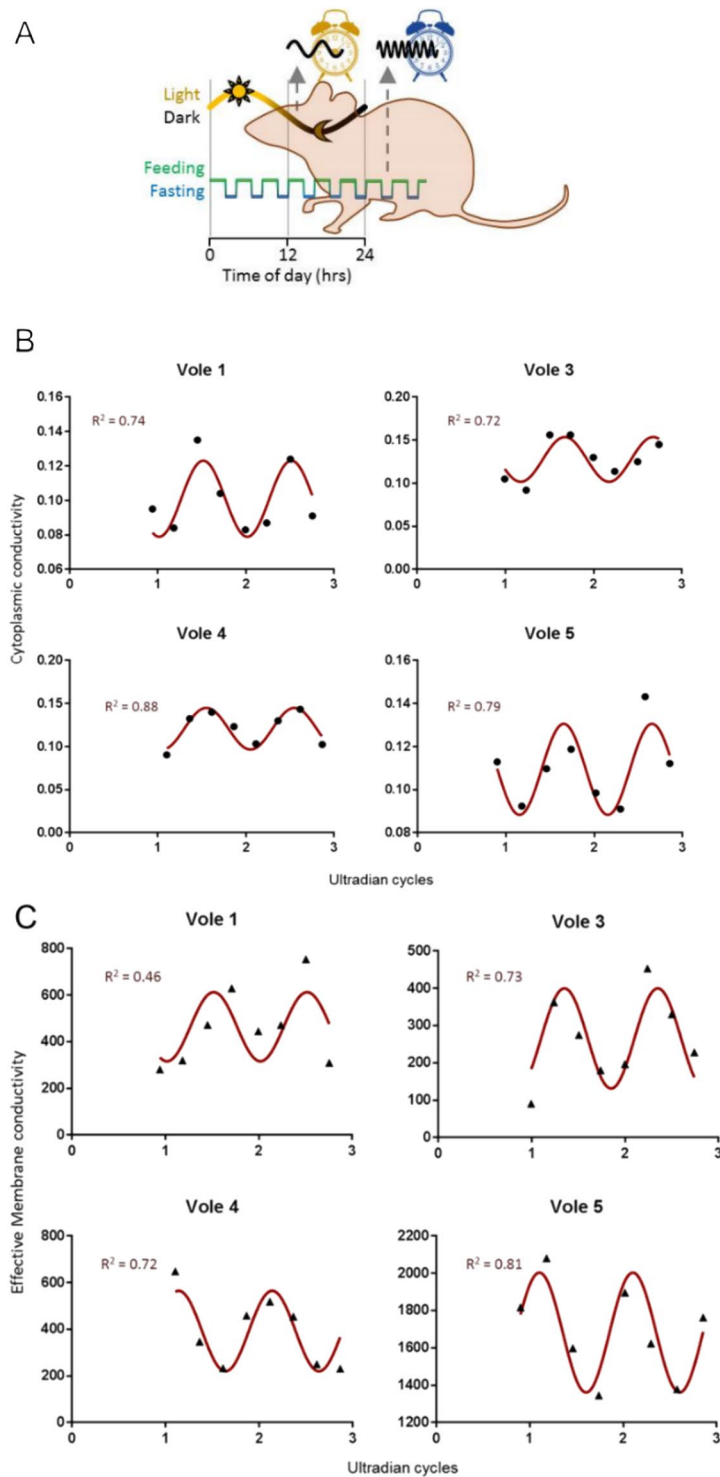 A
Light
Dark
Feeding
Fasting
0 12 24
Time of day (hrs)
B
Vole 1
R² = 0.74
0.16
0.14
0.12
0.10
0.08
0.06
0 1 2 3
Vole 3
R² = 0.72
0.20
0.15
0.10
0.05
0.00
0 1 2 3
Cytoplasmic conductivity
Vole 4
R² = 0.88
0.20
0.15
0.10
0.05
0.00
0 1 2 3
Vole 5
R² = 0.79
0.16
0.14
0.12
0.10
0.08
0 1 2 3
Ultradian cycles
C
Vole 1
R² = 0.46
800
600
400
200
0
0 1 2 3
Vole 3
R² = 0.73
500
400
300
200
100
0
0 1 2 3
Effective Membrane conductivity
Vole 4
R² = 0.72
800
600
400
200
0
0 1 2 3
Vole 5
R² = 0.81
2200
2000
1800
1600
1400
1200
0 1 2 3
Ultradian cycles